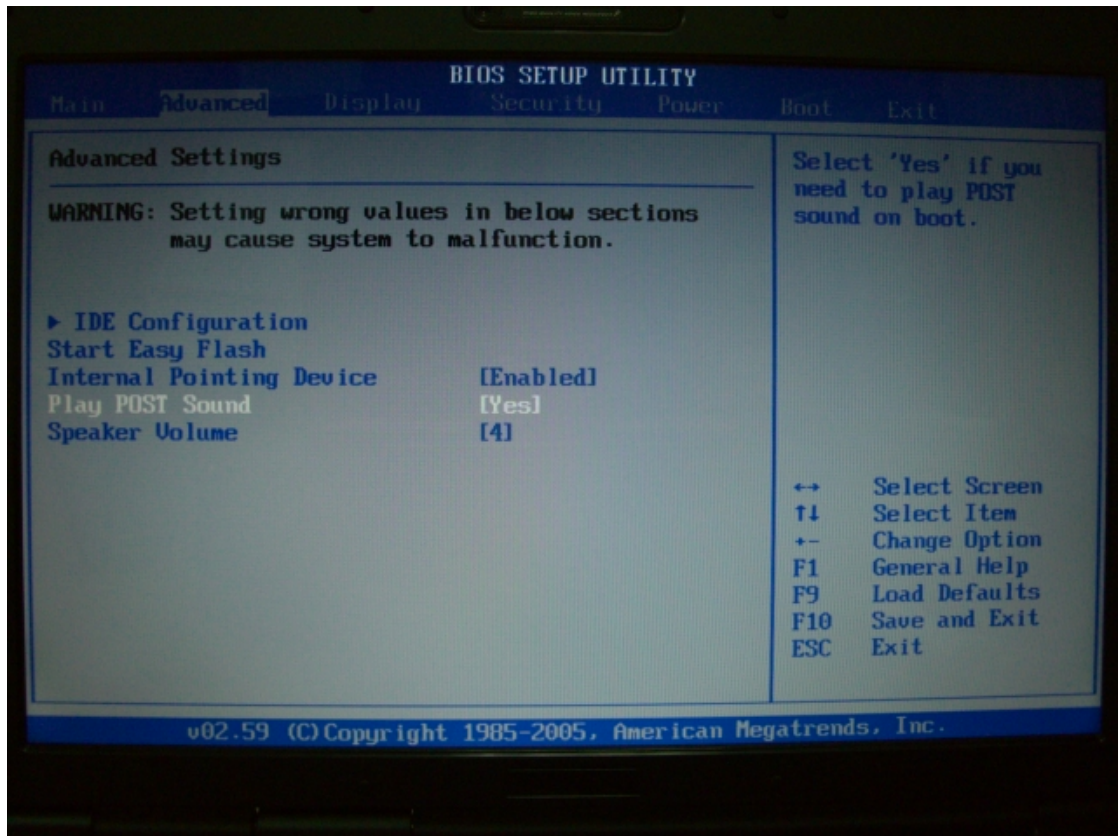 BIOS SETUP UTILITY
Main Advanced Display Security Power Boot Exit
Advanced Settings
WARNING: Setting wrong values in below sections
may cause system to malfunction.
▶ IDE Configuration
Start Easy Flash
Internal Pointing Device [Enabled]
Play POST Sound [Yes]
Speaker Volume [4]
Select 'Yes' if you
need to play POST
sound on boot.
←→ Select Screen
↑↓ Select Item
+- Change Option
F1 General Help
F9 Load Defaults
F10 Save and Exit
ESC Exit
v02.59 (C)Copyright 1985-2005, American Megatrends, Inc.